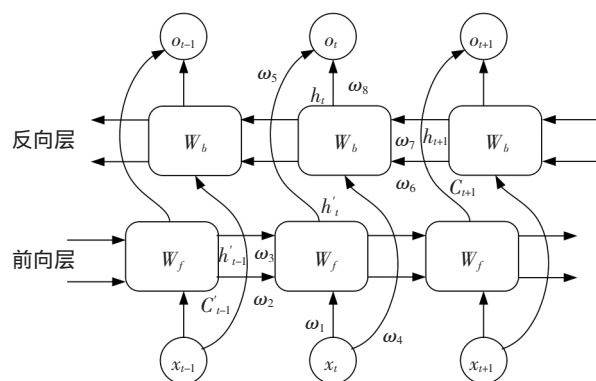 o_{t-1} o_t o_{t+1}
ω_5 ω_8
h_t
反向层 W_b W_b ω_7 h_{t+1} W_b
ω_6 C_{t+1}
h'_t
前向层 W_f h'_{t-1} ω_3 W_f W_f
C'_{t-1} ω_2
ω_1 ω_4
x_{t-1} x_t x_{t+1}